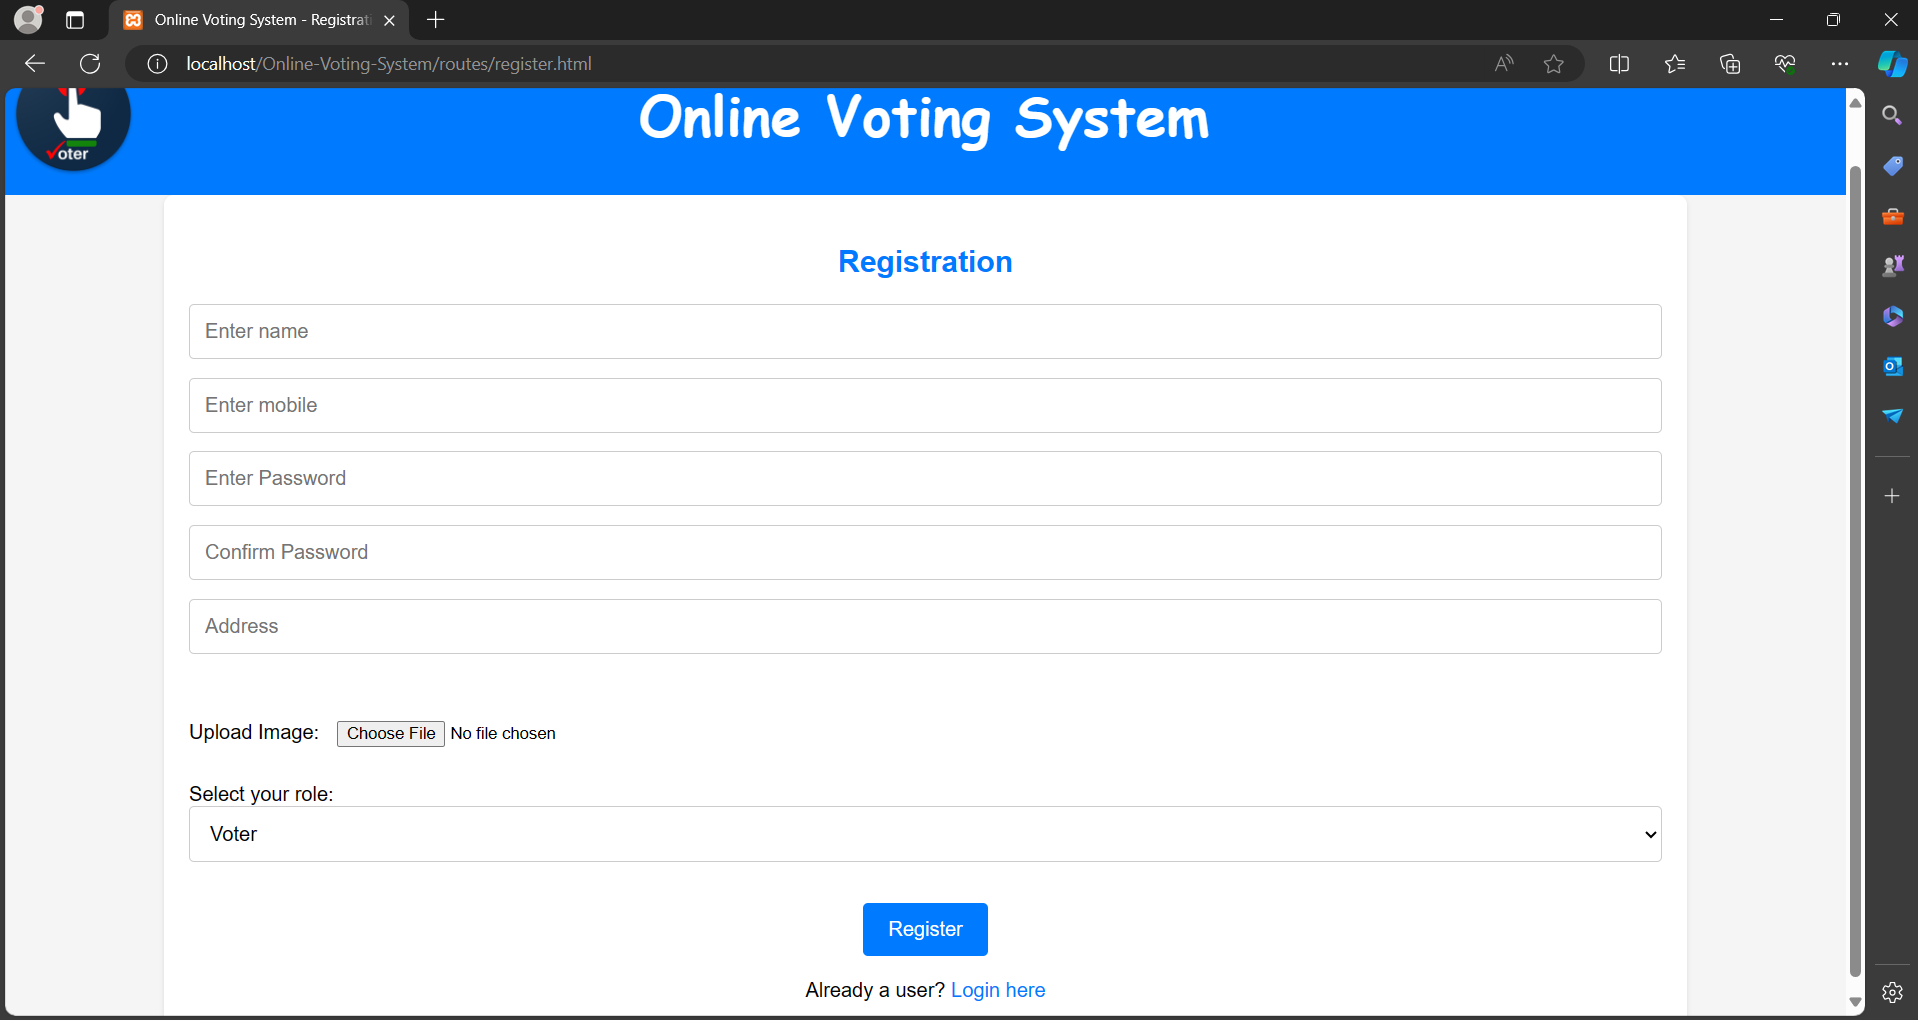 Online Voting System - Registrati
localhost/Online-Voting-System/routes/register.html
oter
Online Voting System
Registration
Enter name
Enter mobile
Enter Password
Confirm Password
Address
Upload Image: Choose File No file chosen
Select your role:
Voter
Register
Already a user? Login here